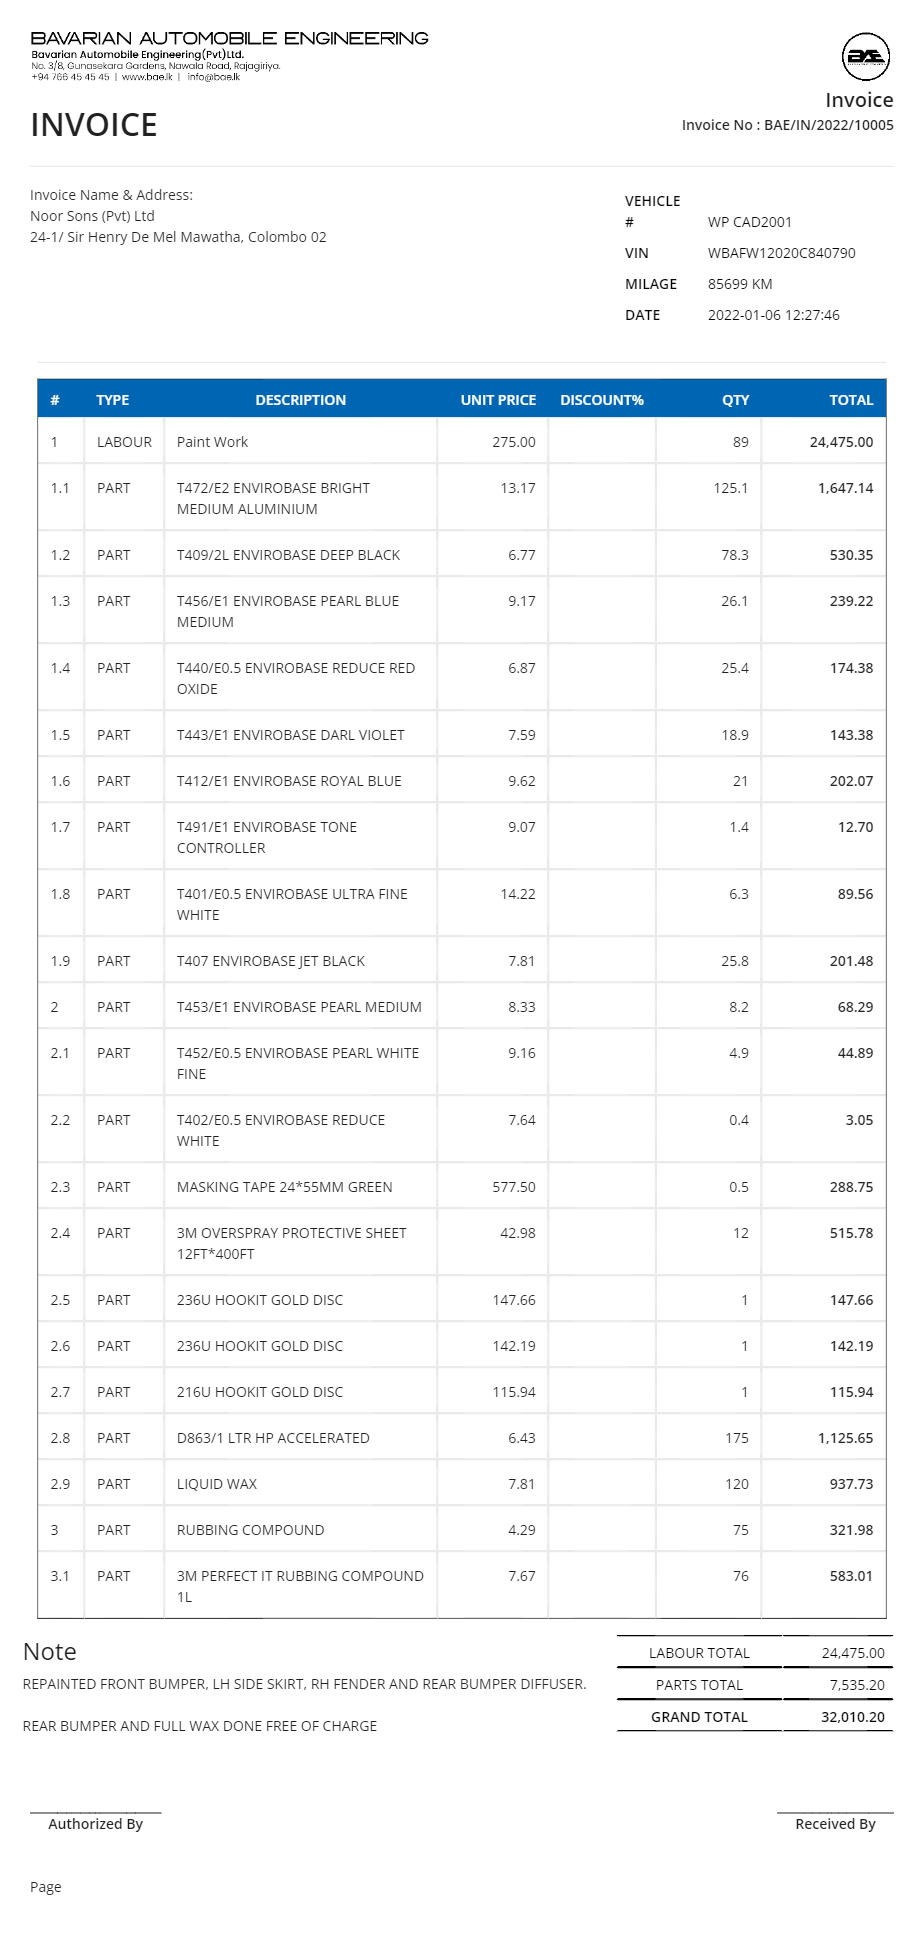 BAVARIAN AUTOMOBILE ENGINEERING
Bavarian Automobile Engineering(Pvt)Ltd.
No. 3/8, Gunasekara Gardens, Nawala Road, Rajagiriya.
+94 766 45 45 45 | www.bae.lk | info@bae.lk
BAE
Invoice
INVOICE
Invoice No : BAE/IN/2022/10005
Invoice Name & Address:
Noor Sons (Pvt) Ltd
24-1/ Sir Henry De Mel Mawatha, Colombo 02
VEHICLE
# WP CAD2001
VIN WBAFW12020C840790
MILAGE 85699 KM
DATE 2022-01-06 12:27:46
# TYPE DESCRIPTION UNIT PRICE DISCOUNT% QTY TOTAL
1 LABOUR Paint Work 275.00 89 24,475.00
1.1 PART T472/E2 ENVIROBASE BRIGHT 13.17 125.1 1,647.14
MEDIUM ALUMINIUM
1.2 PART T409/2L ENVIROBASE DEEP BLACK 6.77 78.3 530.35
1.3 PART T456/E1 ENVIROBASE PEARL BLUE 9.17 26.1 239.22
MEDIUM
1.4 PART T440/E0.5 ENVIROBASE REDUCE RED 6.87 25.4 174.38
OXIDE
1.5 PART T443/E1 ENVIROBASE DARL VIOLET 7.59 18.9 143.38
1.6 PART T412/E1 ENVIROBASE ROYAL BLUE 9.62 21 202.07
1.7 PART T491/E1 ENVIROBASE TONE 9.07 1.4 12.70
CONTROLLER
1.8 PART T401/E0.5 ENVIROBASE ULTRA FINE 14.22 6.3 89.56
WHITE
1.9 PART T407 ENVIROBASE JET BLACK 7.81 25.8 201.48
2 PART T453/E1 ENVIROBASE PEARL MEDIUM 8.33 8.2 68.29
2.1 PART T452/E0.5 ENVIROBASE PEARL WHITE 9.16 4.9 44.89
FINE
2.2 PART T402/E0.5 ENVIROBASE REDUCE 7.64 0.4 3.05
WHITE
2.3 PART MASKING TAPE 24*55MM GREEN 577.50 0.5 288.75
2.4 PART 3M OVERSPRAY PROTECTIVE SHEET 42.98 12 515.78
12FT*400FT
2.5 PART 236U HOOKIT GOLD DISC 147.66 1 147.66
2.6 PART 236U HOOKIT GOLD DISC 142.19 1 142.19
2.7 PART 216U HOOKIT GOLD DISC 115.94 1 115.94
2.8 PART D863/1 LTR HP ACCELERATED 6.43 175 1,125.65
2.9 PART LIQUID WAX 7.81 120 937.73
3 PART RUBBING COMPOUND 4.29 75 321.98
3.1 PART 3M PERFECT IT RUBBING COMPOUND 7.67 76 583.01
1L
Note
REPAINTED FRONT BUMPER, LH SIDE SKIRT, RH FENDER AND REAR BUMPER DIFFUSER.
REAR BUMPER AND FULL WAX DONE FREE OF CHARGE
LABOUR TOTAL 24,475.00
PARTS TOTAL 7,535.20
GRAND TOTAL 32,010.20
Authorized By
Received By
Page